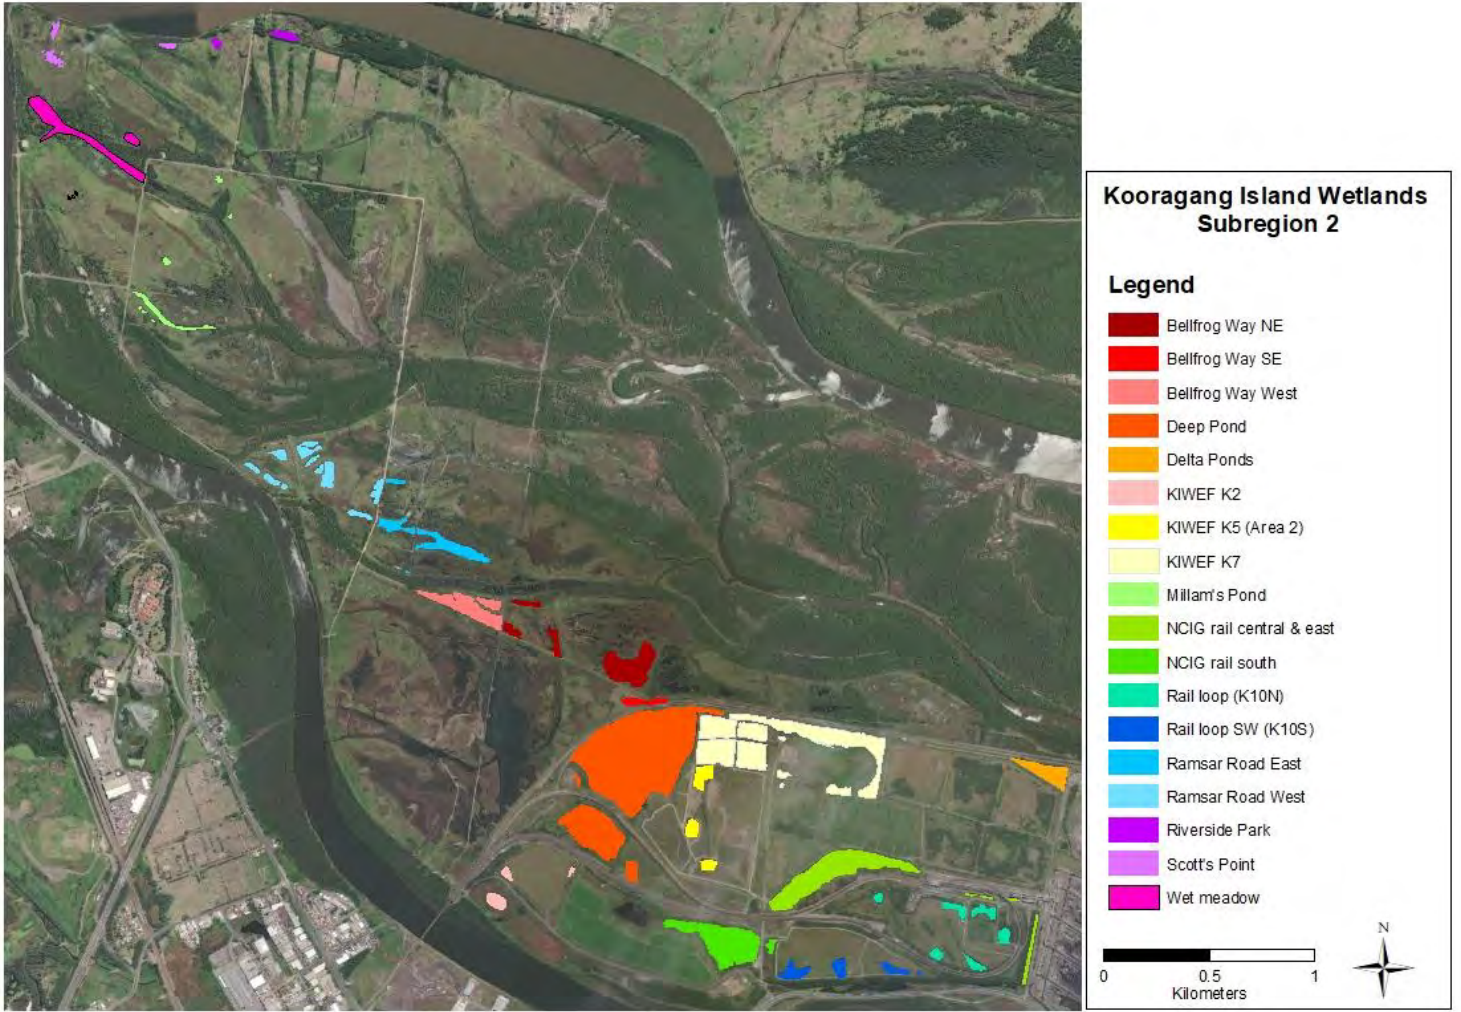 Kooragang Island Wetlands
Subregion 2
Legend
Bellfrog Way NE
Bellfrog Way SE
Bellfrog Way West
Deep Pond
Delta Ponds
KIWEF K2
KIWEF K5 (Area 2)
KIWEF K7
Millam's Pond
NCIG rail central & east
NCIG rail south
Rail loop (K10N)
Rail loop SW (K10S)
Ramsar Road East
Ramsar Road West
Riverside Park
Scott's Point
Wet meadow
N
0 0.5 1
Kilometers